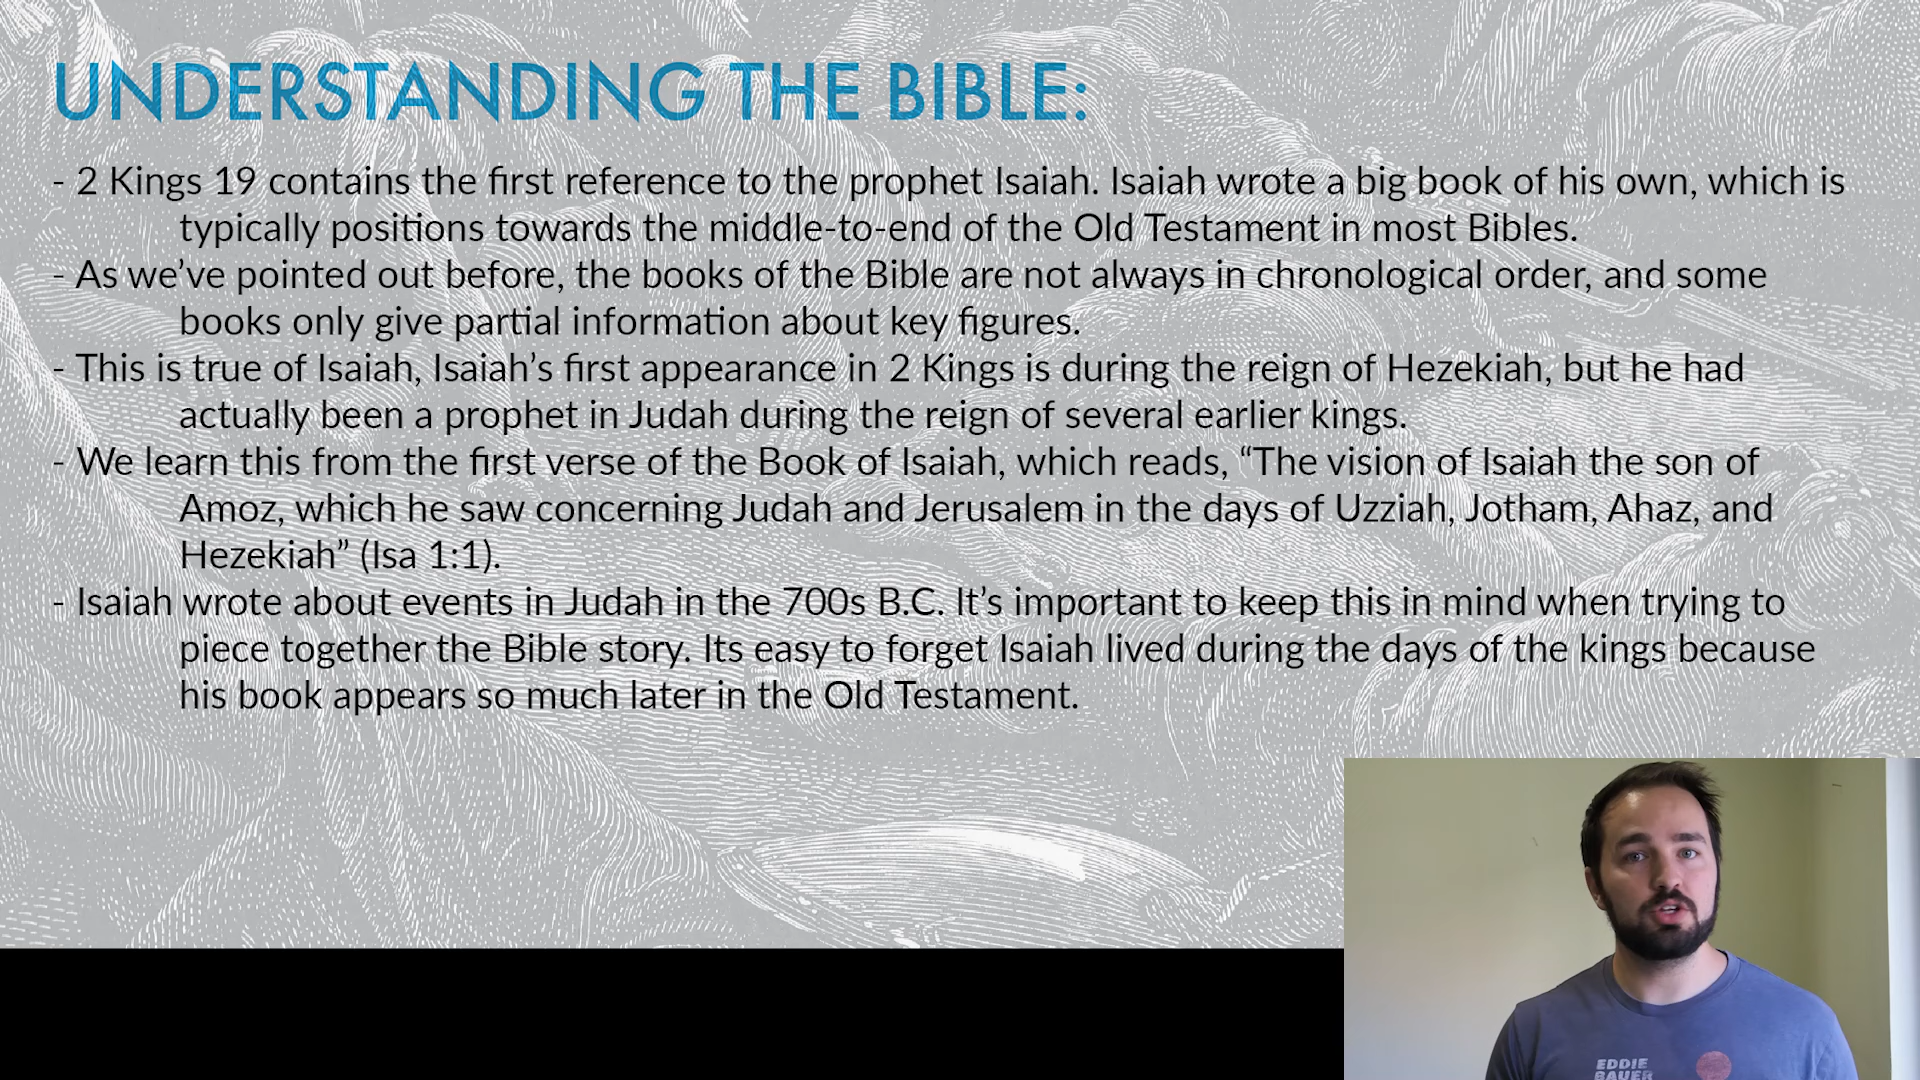 UNDERSTANDING THE BIBLE:
- 2 Kings 19 contains the first reference to the prophet Isaiah. Isaiah wrote a big book of his own, which is
typically positions towards the middle-to-end of the Old Testament in most Bibles.
- As we’ve pointed out before, the books of the Bible are not always in chronological order, and some
books only give partial information about key figures.
- This is true of Isaiah, Isaiah’s first appearance in 2 Kings is during the reign of Hezekiah, but he had
actually been a prophet in Judah during the reign of several earlier kings.
- We learn this from the first verse of the Book of Isaiah, which reads, “The vision of Isaiah the son of
Amoz, which he saw concerning Judah and Jerusalem in the days of Uzziah, Jotham, Ahaz, and
Hezekiah” (Isa 1:1).
- Isaiah wrote about events in Judah in the 700s B.C. It’s important to keep this in mind when trying to
piece together the Bible story. Its easy to forget Isaiah lived during the days of the kings because
his book appears so much later in the Old Testament.
EDDIE
BAUER